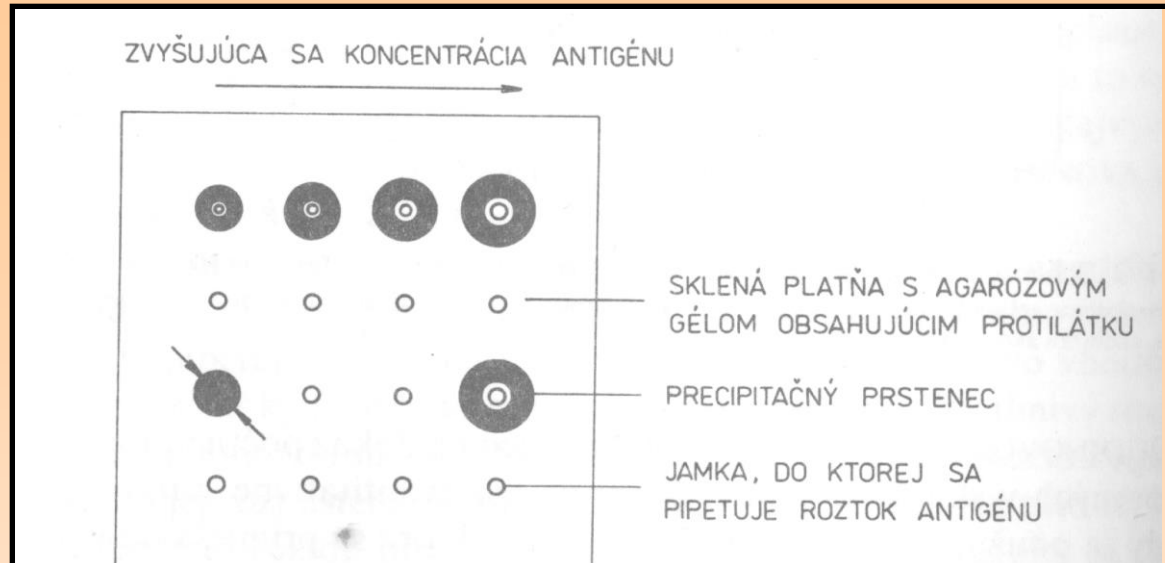 ZVYŠUJÚCA SA KONCENTRÁCIA ANTIGÉNU
SKLENÁ PLATŇA S AGARÓZOVÝM
GÉLOM OBSAHUJÚCIM PROTILÁTKU
PRECIPITAČNÝ PRSTENEC
JAMKA, DO KTOREJ SA
PIPETUJE ROZTOK ANTIGÉNU